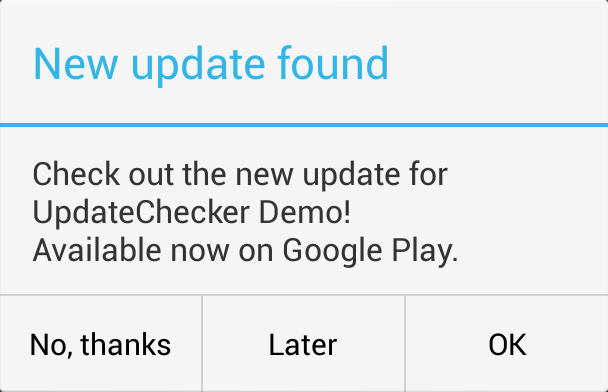 New update found
Check out the new update for
UpdateChecker Demo!
Available now on Google Play.
No, thanks
Later
OK